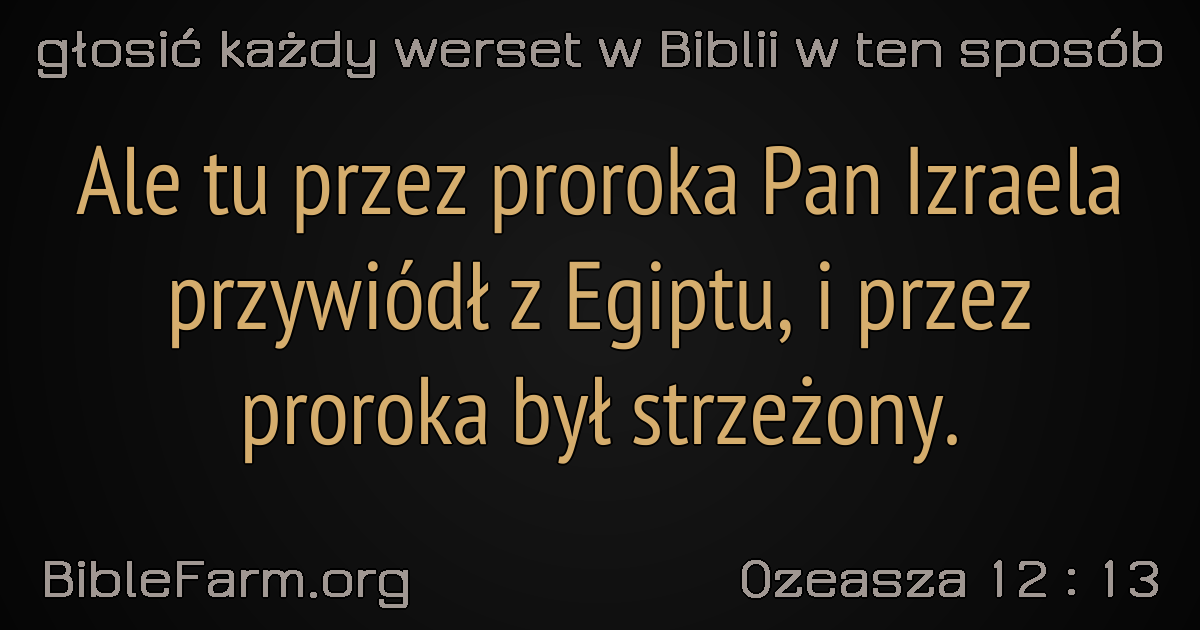 głosić każdy werset w Biblii w ten sposób
Ale tu przez proroka Pan Izraela
przywiódł z Egiptu, i przez
proroka był strzeżony.
BibleFarm.org
Ozeasza 12 : 13